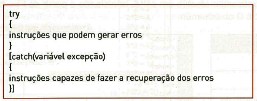 try
{
instruções que podem gerar erros
}
[catch(variável excepção)
{
instruções capazes de fazer a recuperação dos erros
}]